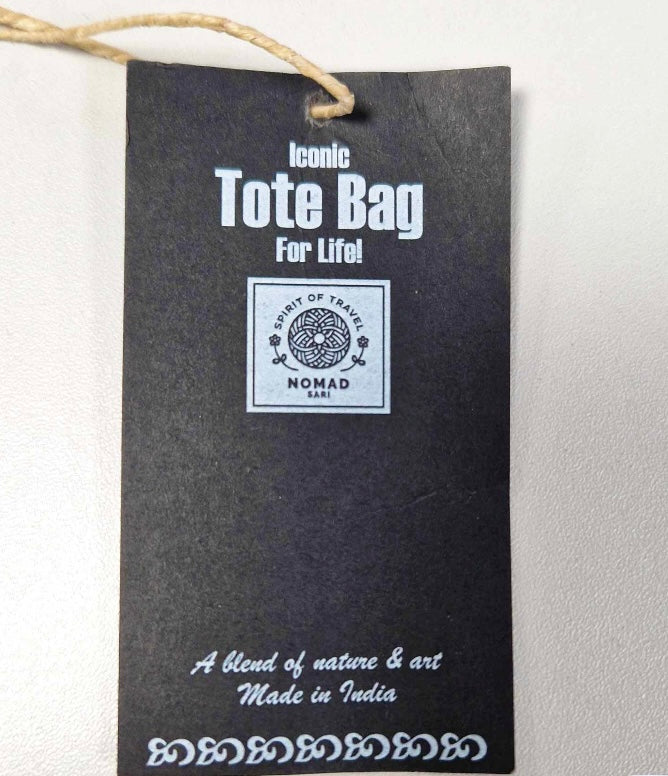 Iconic
Tote Bag
For Life!
SPIRIT OF TRAVEL
NOMAD
SARI
A blend of nature & art
Made in India